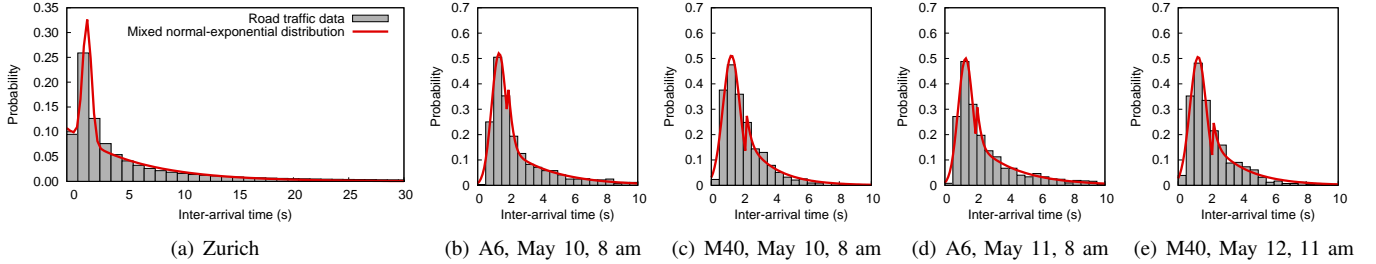 0.35
0.30
0.25
0.20
0.15
0.10
0.05
0.00
Probability
Road traffic data
Mixed normal-exponential distribution
0 5 10 15 20 25 30
Inter-arrival time (s)
(a) Zurich
0.7
0.6
0.5
0.4
0.3
0.2
0.1
0
Probability
0 2 4 6 8 10
Inter-arrival time (s)
(b) A6, May 10, 8 am
0.7
0.6
0.5
0.4
0.3
0.2
0.1
0
Probability
0 2 4 6 8 10
Inter-arrival time (s)
(c) M40, May 10, 8 am
0.7
0.6
0.5
0.4
0.3
0.2
0.1
0
Probability
0 2 4 6 8 10
Inter-arrival time (s)
(d) A6, May 11, 8 am
0.7
0.6
0.5
0.4
0.3
0.2
0.1
0
Probability
0 2 4 6 8 10
Inter-arrival time (s)
(e) M40, May 12, 11 am